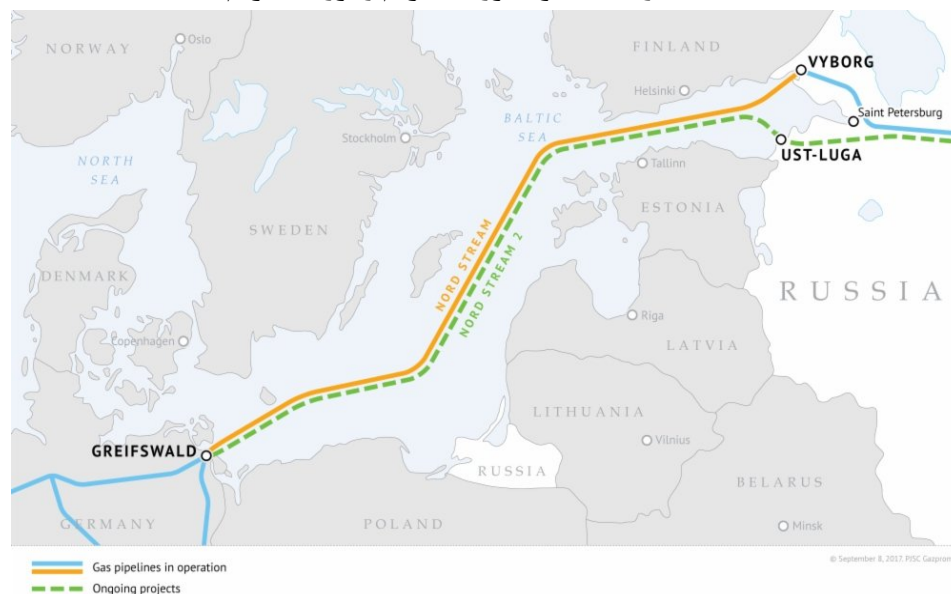 NORWAY
Oslo
FINLAND
VYBORG
Helsinki
Saint Petersburg
BALTIC
SEA
Stockholm
UST-LUGA
NORTH
SEA
Tallinn
ESTONIA
SWEDEN
NORD STREAM
NORD STREAM 2
DENMARK
RUSSIA
Riga
Copenhagen
LATVIA
LITHUANIA
Vilnius
GREIFSWALD
RUSSIA
BELARUS
GERMANY
POLAND
Minsk
© September 8, 2017. PJSC Gazprom
Gas pipelines in operation
Ongoing projects